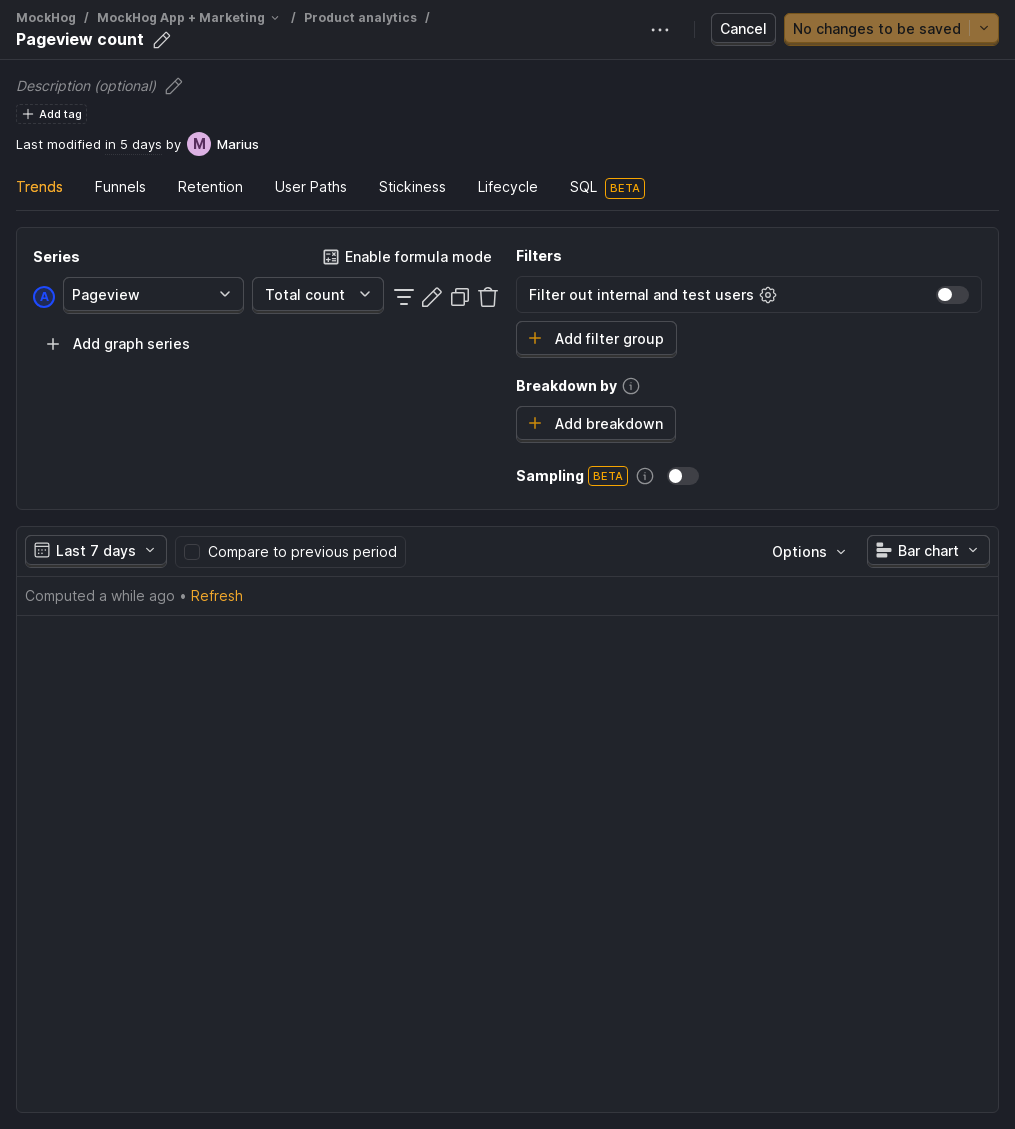 MockHog / MockHog App + Marketing / Product analytics /
Pageview count
Cancel
No changes to be saved
Description (optional)
Add tag
Last modified in 5 days by M Marius
Trends Funnels Retention User Paths Stickiness Lifecycle SQL BETA
Series
Enable formula mode
A Pageview Total count
Add graph series
Filters
Filter out internal and test users
Add filter group
Breakdown by
Add breakdown
Sampling BETA
Last 7 days Compare to previous period Options Bar chart
Computed a while ago • Refresh